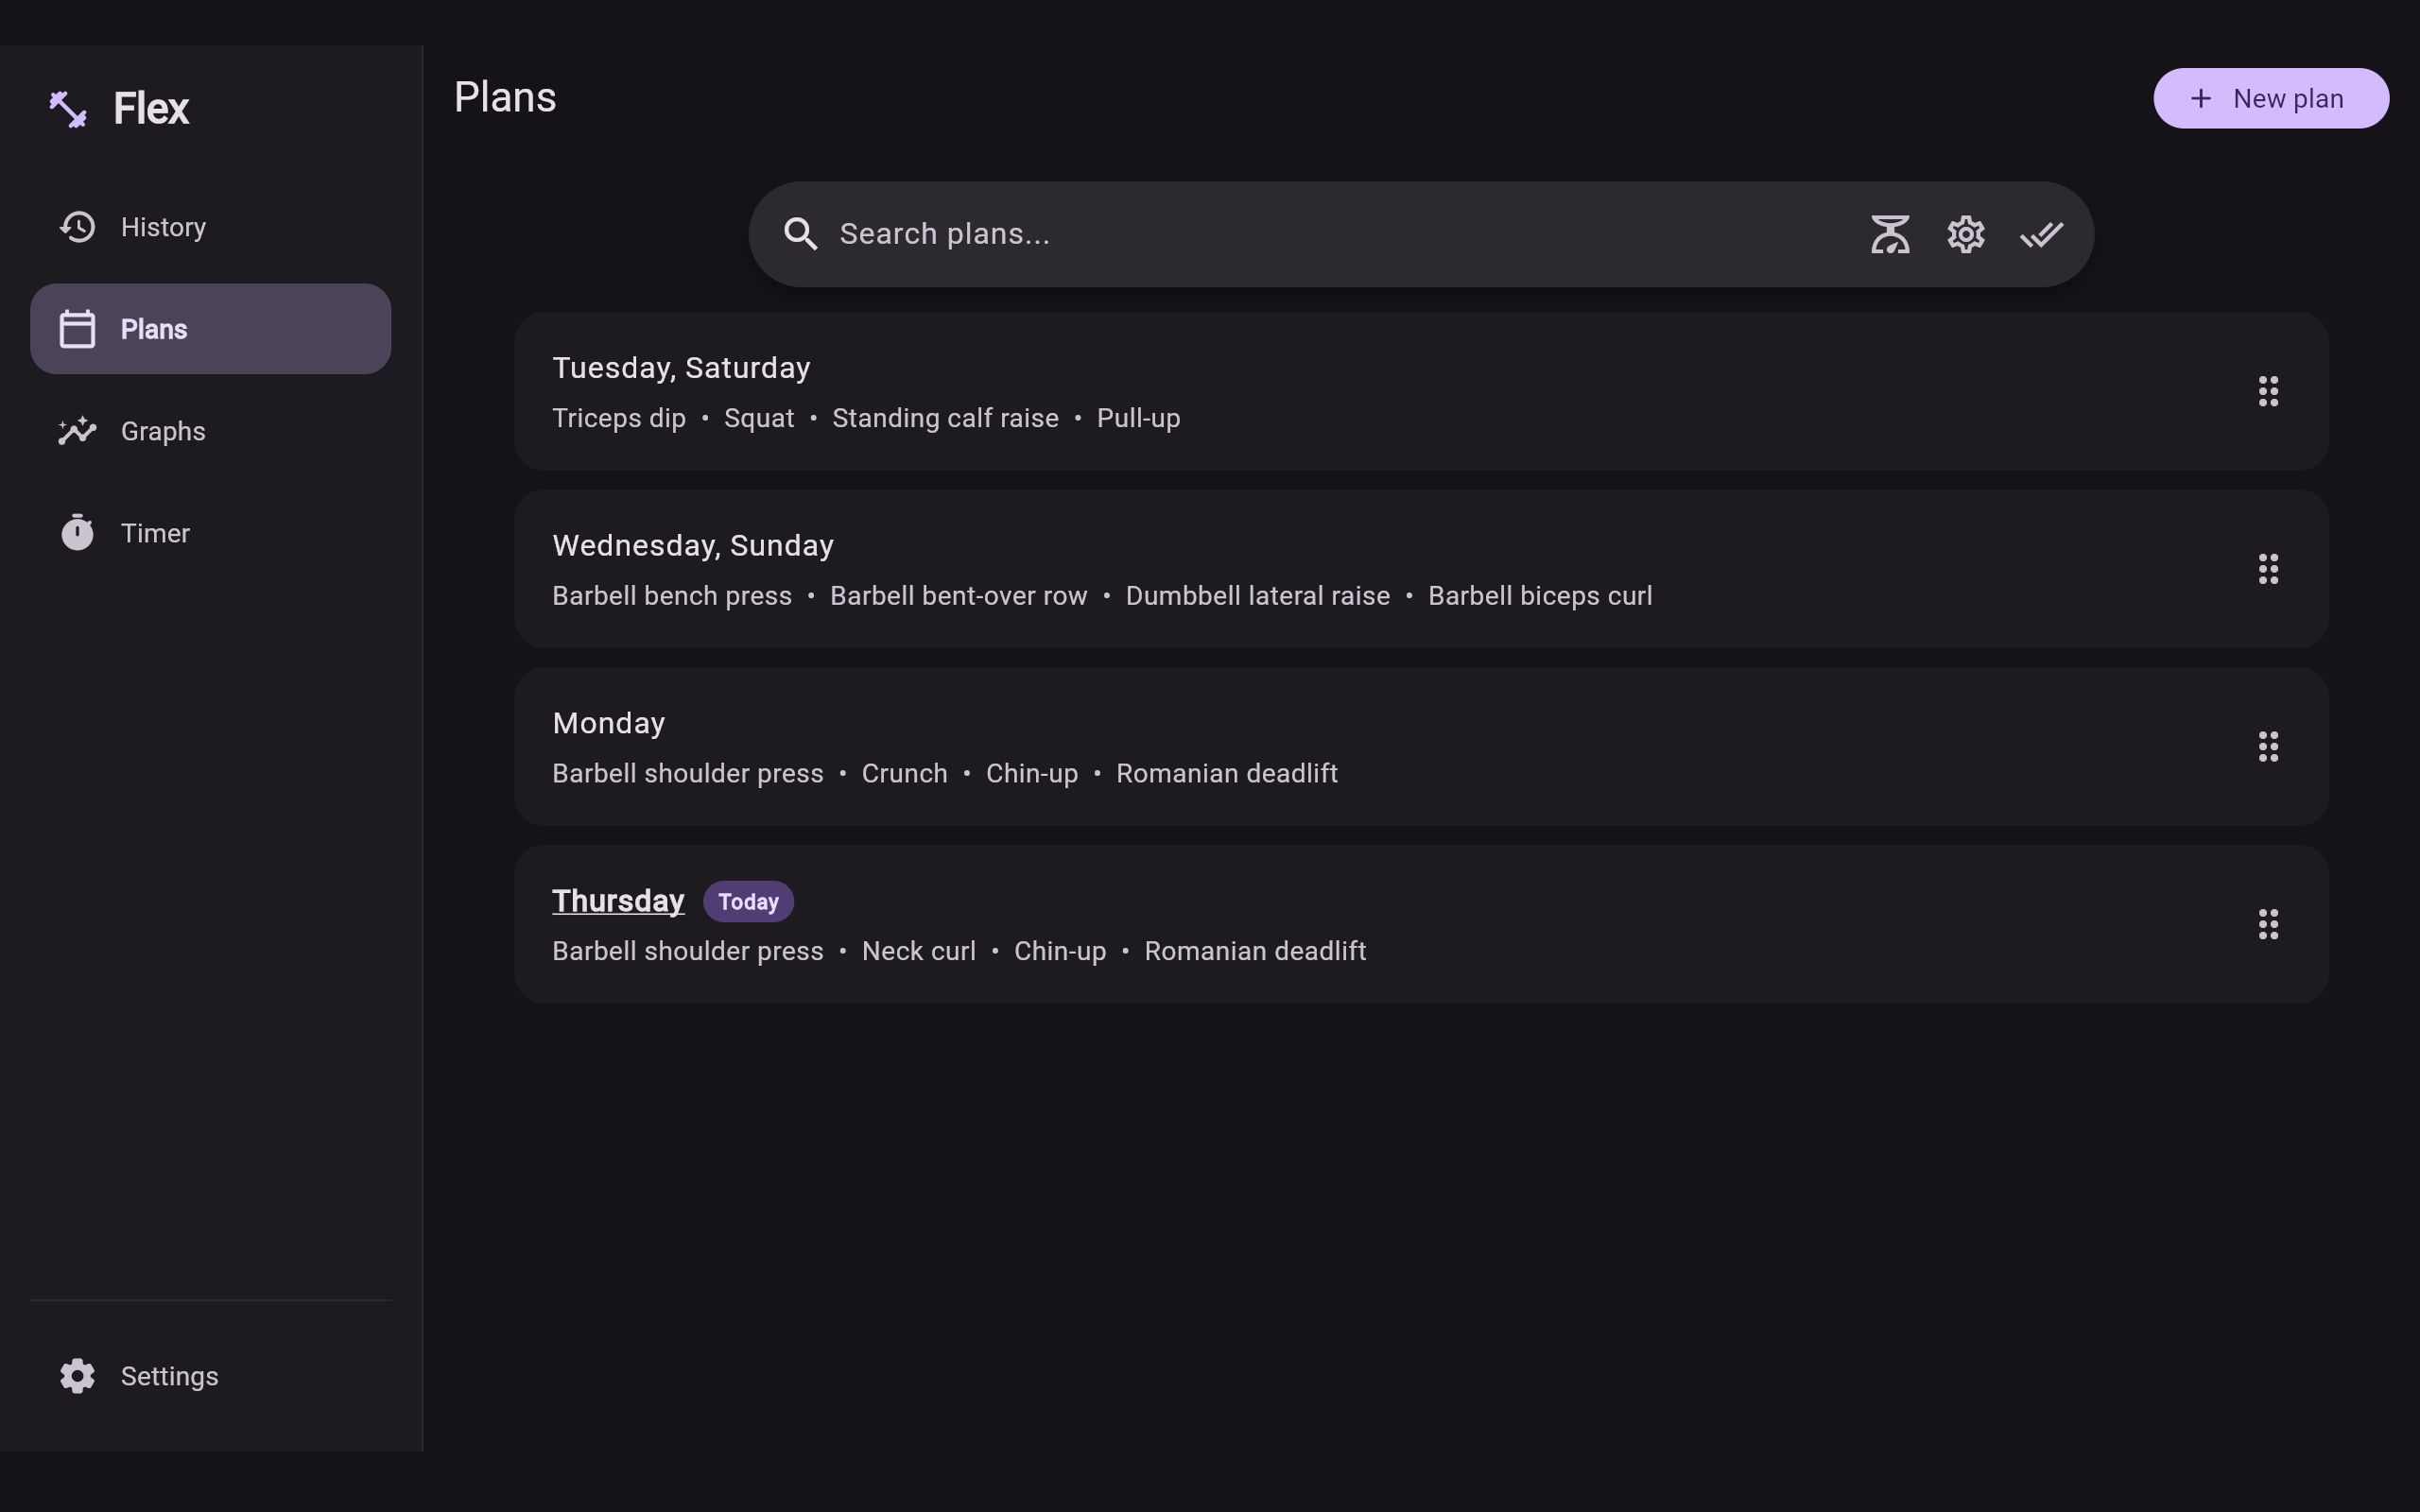 Flex
History
Plans
Graphs
Timer
Settings
Plans
New plan
Search plans...
Tuesday, Saturday
Triceps dip • Squat • Standing calf raise • Pull-up
Wednesday, Sunday
Barbell bench press • Barbell bent-over row • Dumbbell lateral raise • Barbell biceps curl
Monday
Barbell shoulder press • Crunch • Chin-up • Romanian deadlift
Thursday Today
Barbell shoulder press • Neck curl • Chin-up • Romanian deadlift